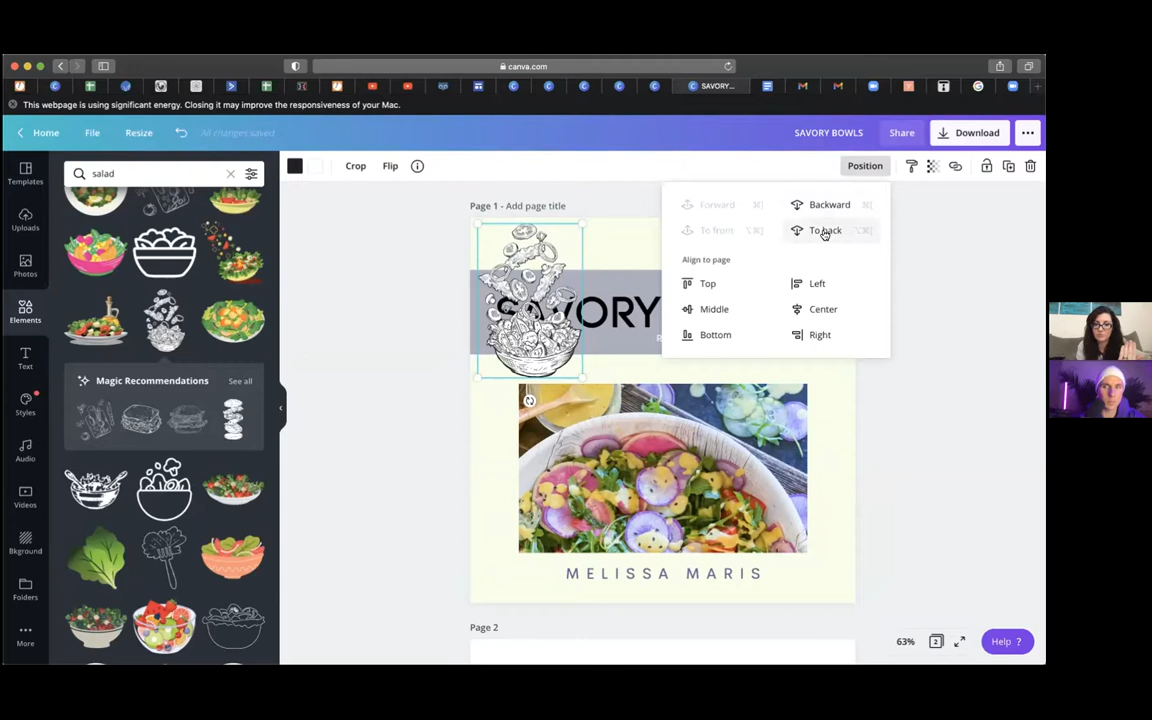 canva.com
SAVORY...
This webpage is using significant energy. Closing it may improve the responsiveness of your Mac.
Home File Resize All changes saved SAVORY BOWLS Share Download
Templates
Uploads
Photos
Elements
Text
Styles
Audio
Videos
Bkground
Folders
More
salad
Magic Recommendations See all
Crop Flip Position
Page 1 - Add page title
Forward Backward
To front To back
Align to page
Top Left
Middle Center
Bottom Right
SAVORY
MELISSA MARIS
Page 2
63% 2 Help ?